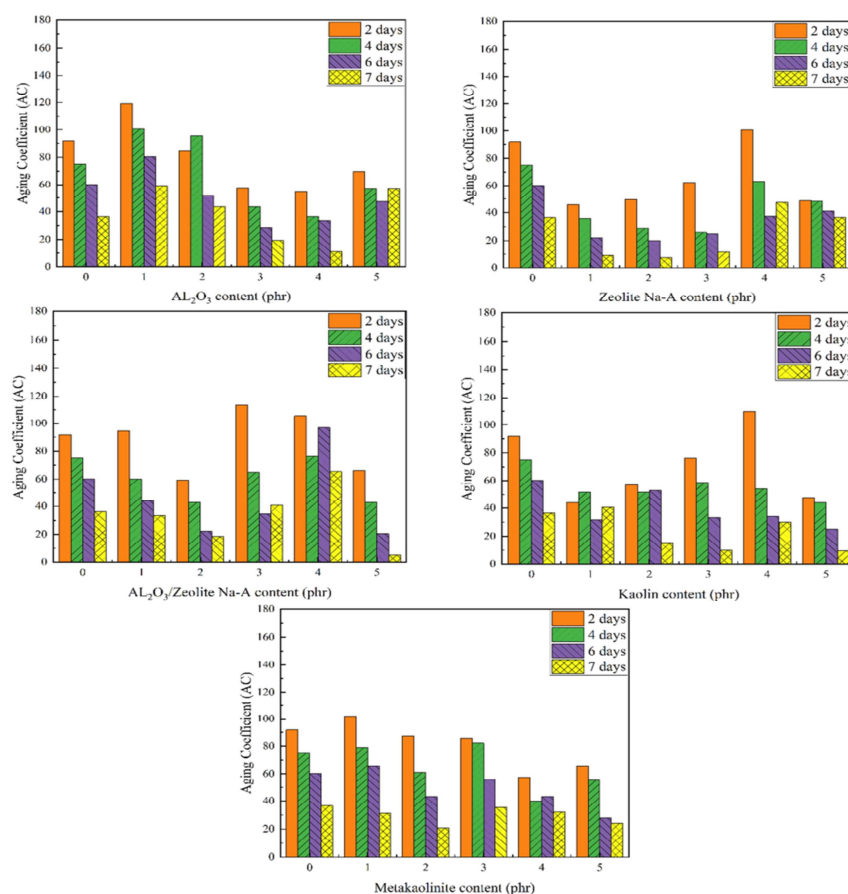 180
160
140
120
100
80
60
40
20
0
Aging Coefficient (AC)
2 days
4 days
6 days
7 days
0 1 2 3 4 5
AL₂O₃ content (phr)
180
160
140
120
100
80
60
40
20
0
Aging Coefficient (AC)
2 days
4 days
6 days
7 days
0 1 2 3 4 5
Zeolite Na-A content (phr)
180
160
140
120
100
80
60
40
20
0
Aging Coefficient (AC)
2 days
4 days
6 days
7 days
0 1 2 3 4 5
AL₂O₃/Zeolite Na-A content (phr)
180
160
140
120
100
80
60
40
20
0
Aging Coefficient (AC)
2 days
4 days
6 days
7 days
0 1 2 3 4 5
Kaolin content (phr)
180
160
140
120
100
80
60
40
20
0
Aging Coefficient (AC)
2 days
4 days
6 days
7 days
0 1 2 3 4 5
Metakaolinite content (phr)